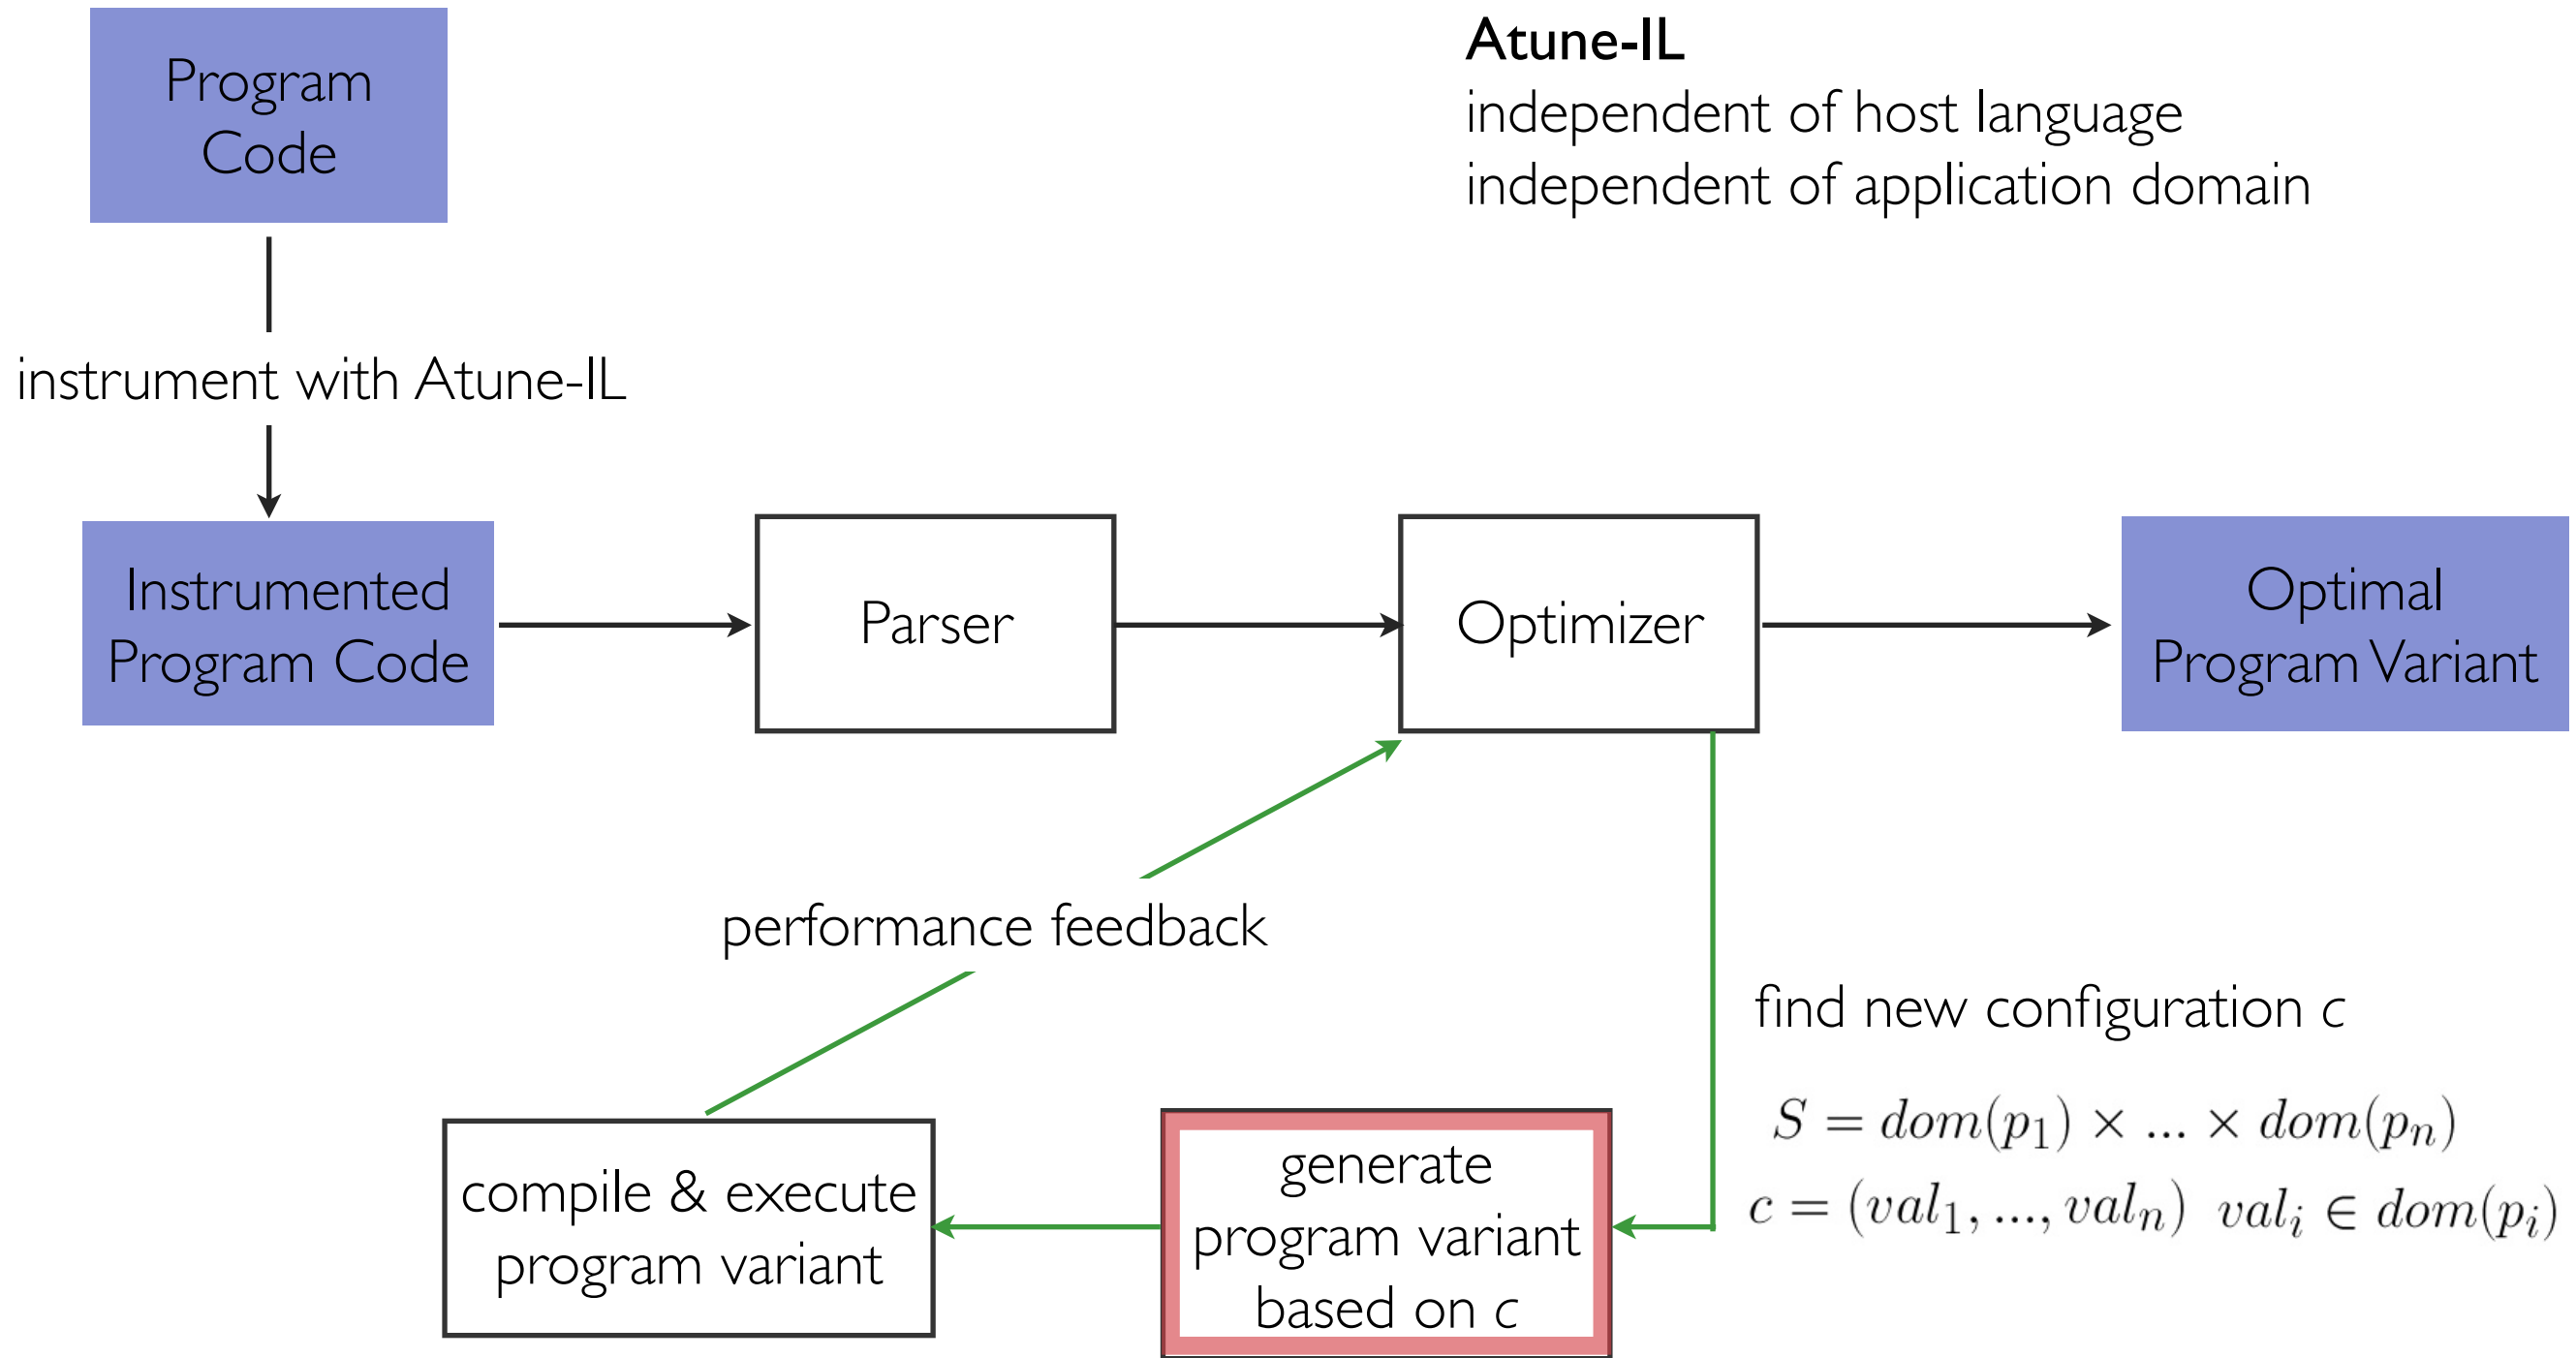 Program
Code
Atune-IL
independent of host language
independent of application domain
instrument with Atune-IL
Instrumented
Program Code
Parser
Optimizer
Optimal
Program Variant
performance feedback
find new configuration c
S = dom(p₁) × ... × dom(pₙ)
c = (val₁, ..., valₙ) valᵢ ∈ dom(pᵢ)
generate
program variant
based on c
compile & execute
program variant